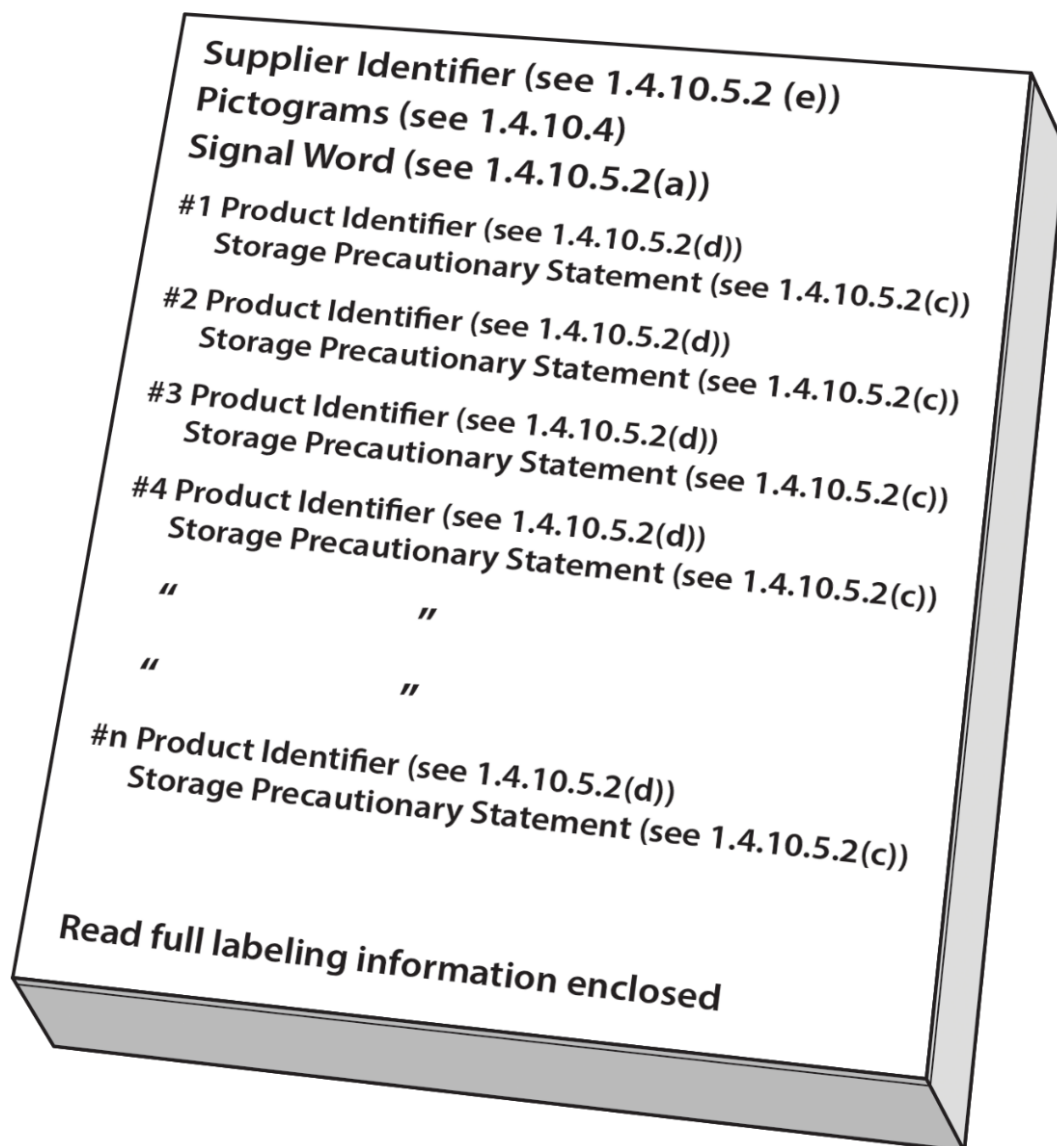 Supplier Identifier (see 1.4.10.5.2 (e))
Pictograms (see 1.4.10.4)
Signal Word (see 1.4.10.5.2(a))
#1 Product Identifier (see 1.4.10.5.2(d))
Storage Precautionary Statement (see 1.4.10.5.2(c))
#2 Product Identifier (see 1.4.10.5.2(d))
Storage Precautionary Statement (see 1.4.10.5.2(c))
#3 Product Identifier (see 1.4.10.5.2(d))
Storage Precautionary Statement (see 1.4.10.5.2(c))
#4 Product Identifier (see 1.4.10.5.2(d))
Storage Precautionary Statement (see 1.4.10.5.2(c))
“ ”
“ ”
#n Product Identifier (see 1.4.10.5.2(d))
Storage Precautionary Statement (see 1.4.10.5.2(c))
Read full labeling information enclosed